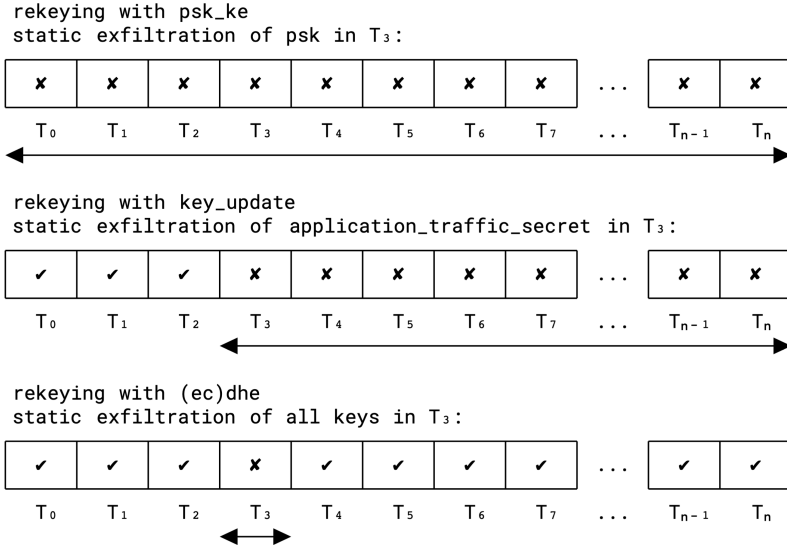 rekeying with psk_ke
static exfiltration of psk in T₃:
✘ ✘ ✘ ✘ ✘ ✘ ✘ ✘ ... ✘ ✘
T₀ T₁ T₂ T₃ T₄ T₅ T₆ T₇ ... Tₙ₋₁ Tₙ
rekeying with key_update
static exfiltration of application_traffic_secret in T₃:
✔ ✔ ✔ ✘ ✘ ✘ ✘ ✘ ... ✘ ✘
T₀ T₁ T₂ T₃ T₄ T₅ T₆ T₇ ... Tₙ₋₁ Tₙ
rekeying with (ec)dhe
static exfiltration of all keys in T₃:
✔ ✔ ✔ ✘ ✔ ✔ ✔ ✔ ... ✔ ✔
T₀ T₁ T₂ T₃ T₄ T₅ T₆ T₇ ... Tₙ₋₁ Tₙ